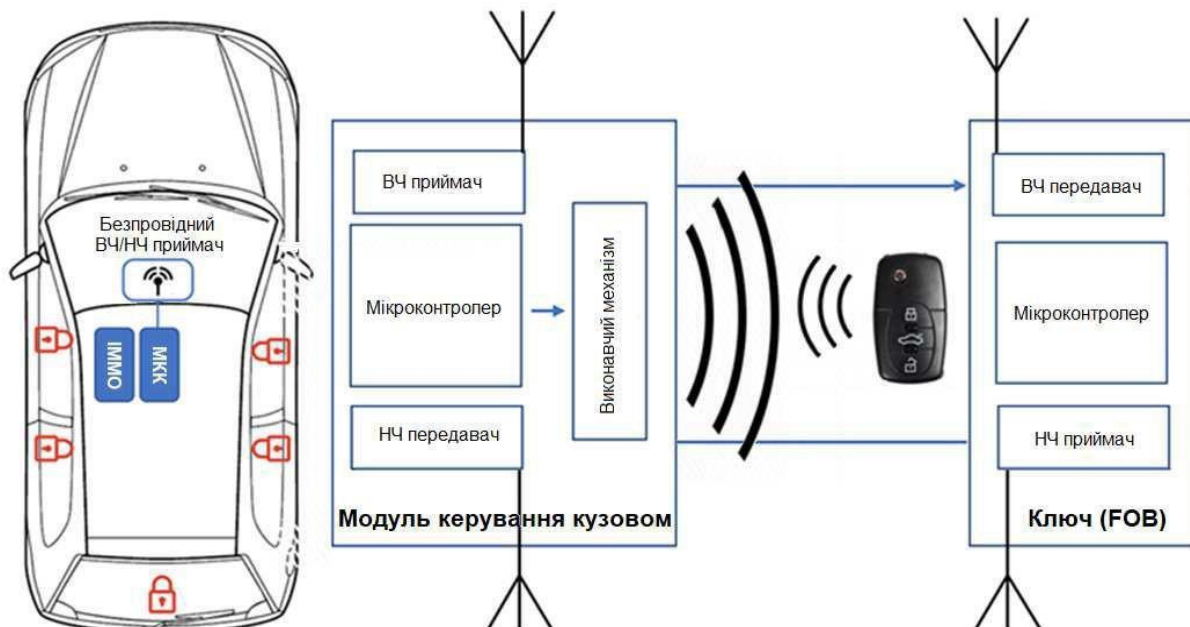 Безпровідний
ВЧ/НЧ приймач
ІММО
МКК
ВЧ приймач
Мікроконтролер
Виконавчий механізм
НЧ передавач
Модуль керування кузовом
ВЧ передавач
Мікроконтролер
НЧ приймач
Ключ (FOB)